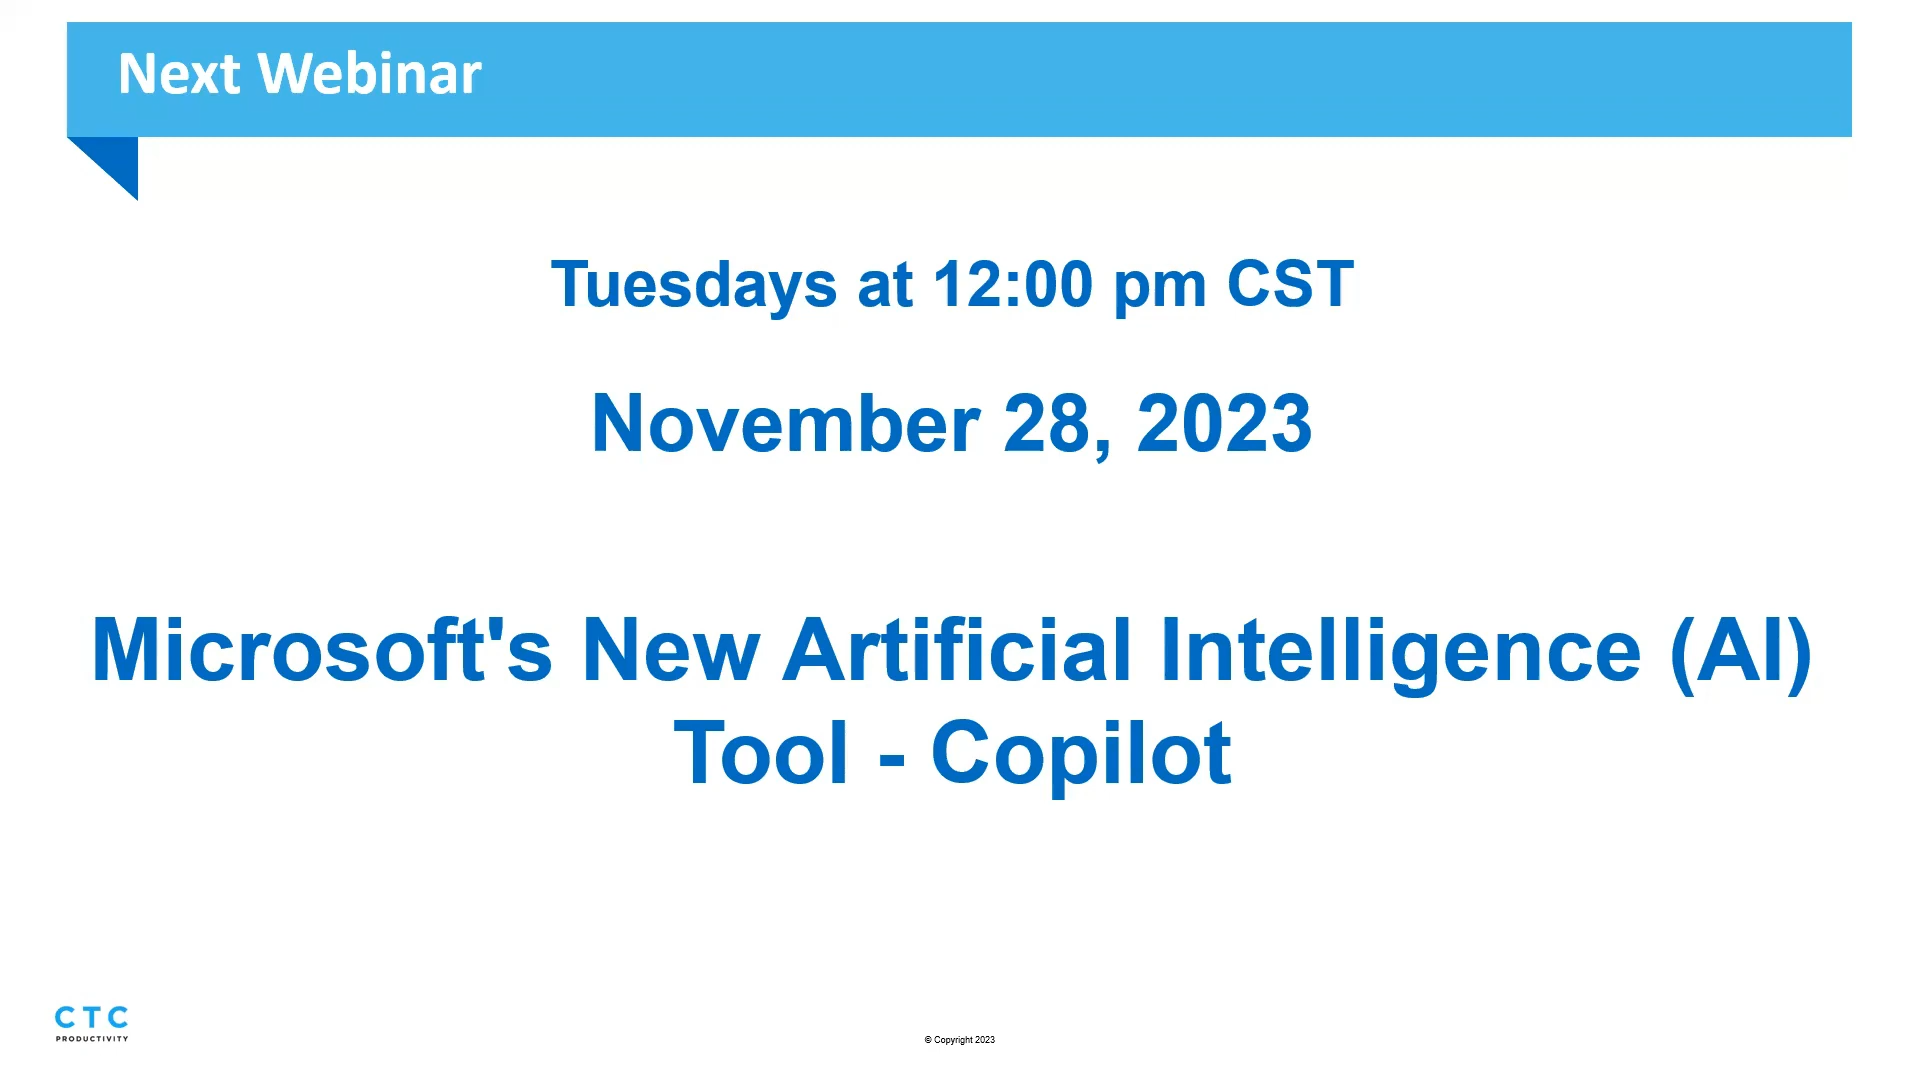 Next Webinar
Tuesdays at 12:00 pm CST
November 28, 2023
Microsoft's New Artificial Intelligence (AI)
Tool - Copilot
CTC
PRODUCTIVITY
© Copyright 2023